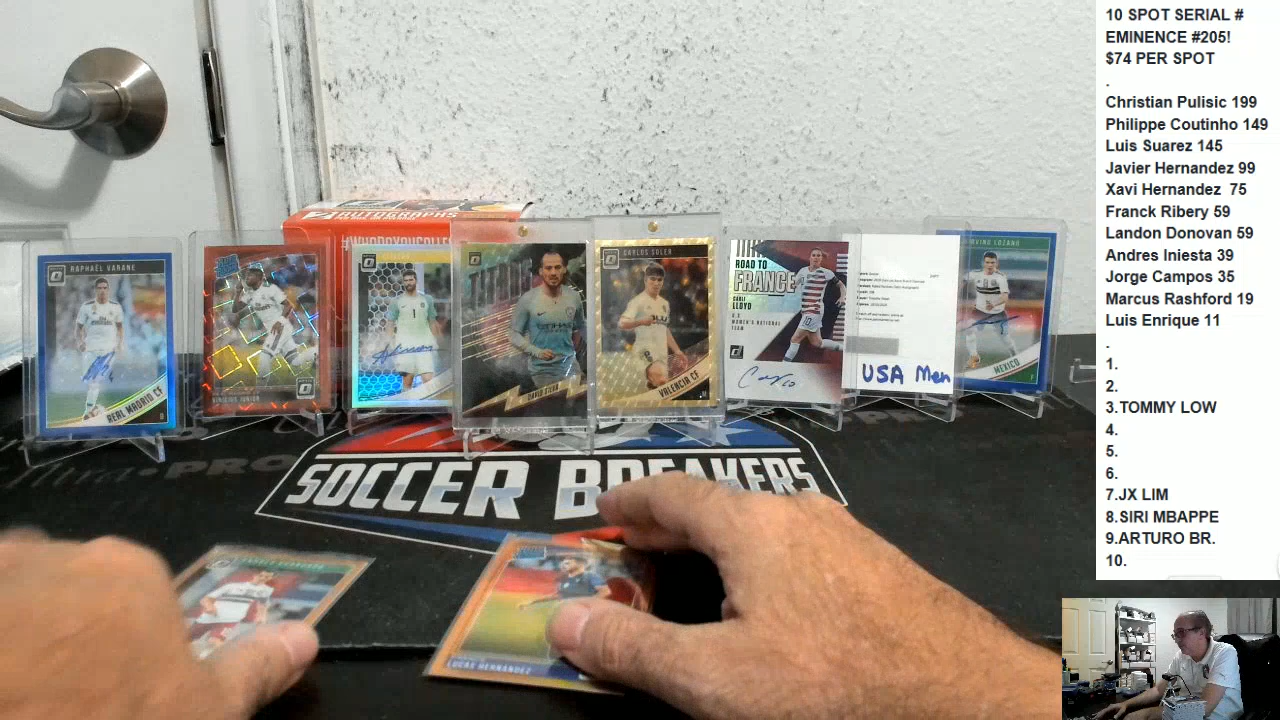 10 SPOT SERIAL #
EMINENCE #205!
$74 PER SPOT
.
Christian Pulisic 199
Philippe Coutinho 149
Luis Suarez 145
Javier Hernandez 99
Xavi Hernandez 75
Franck Ribery 59
Landon Donovan 59
Andres Iniesta 39
Jorge Campos 35
Marcus Rashford 19
Luis Enrique 11
.
1.
2.
3.TOMMY LOW
4.
5.
6.
7.JX LIM
8.SIRI MBAPPE
9.ARTURO BR.
10.
AUTOGRAPHS
RAPHAEL VARANE
REAL MADRID CF
VINICIUS JUNIOR
DAVID SILVA
CARLOS SOLER
VALENCIA CF
ROAD TO
FRANCE
CARLI
LLOYD
U.S.
WOMEN'S NATIONAL
TEAM
USA Men
LOZANO
MEXICO
SOCCER BREAKERS
LUCAS HERNANDEZ